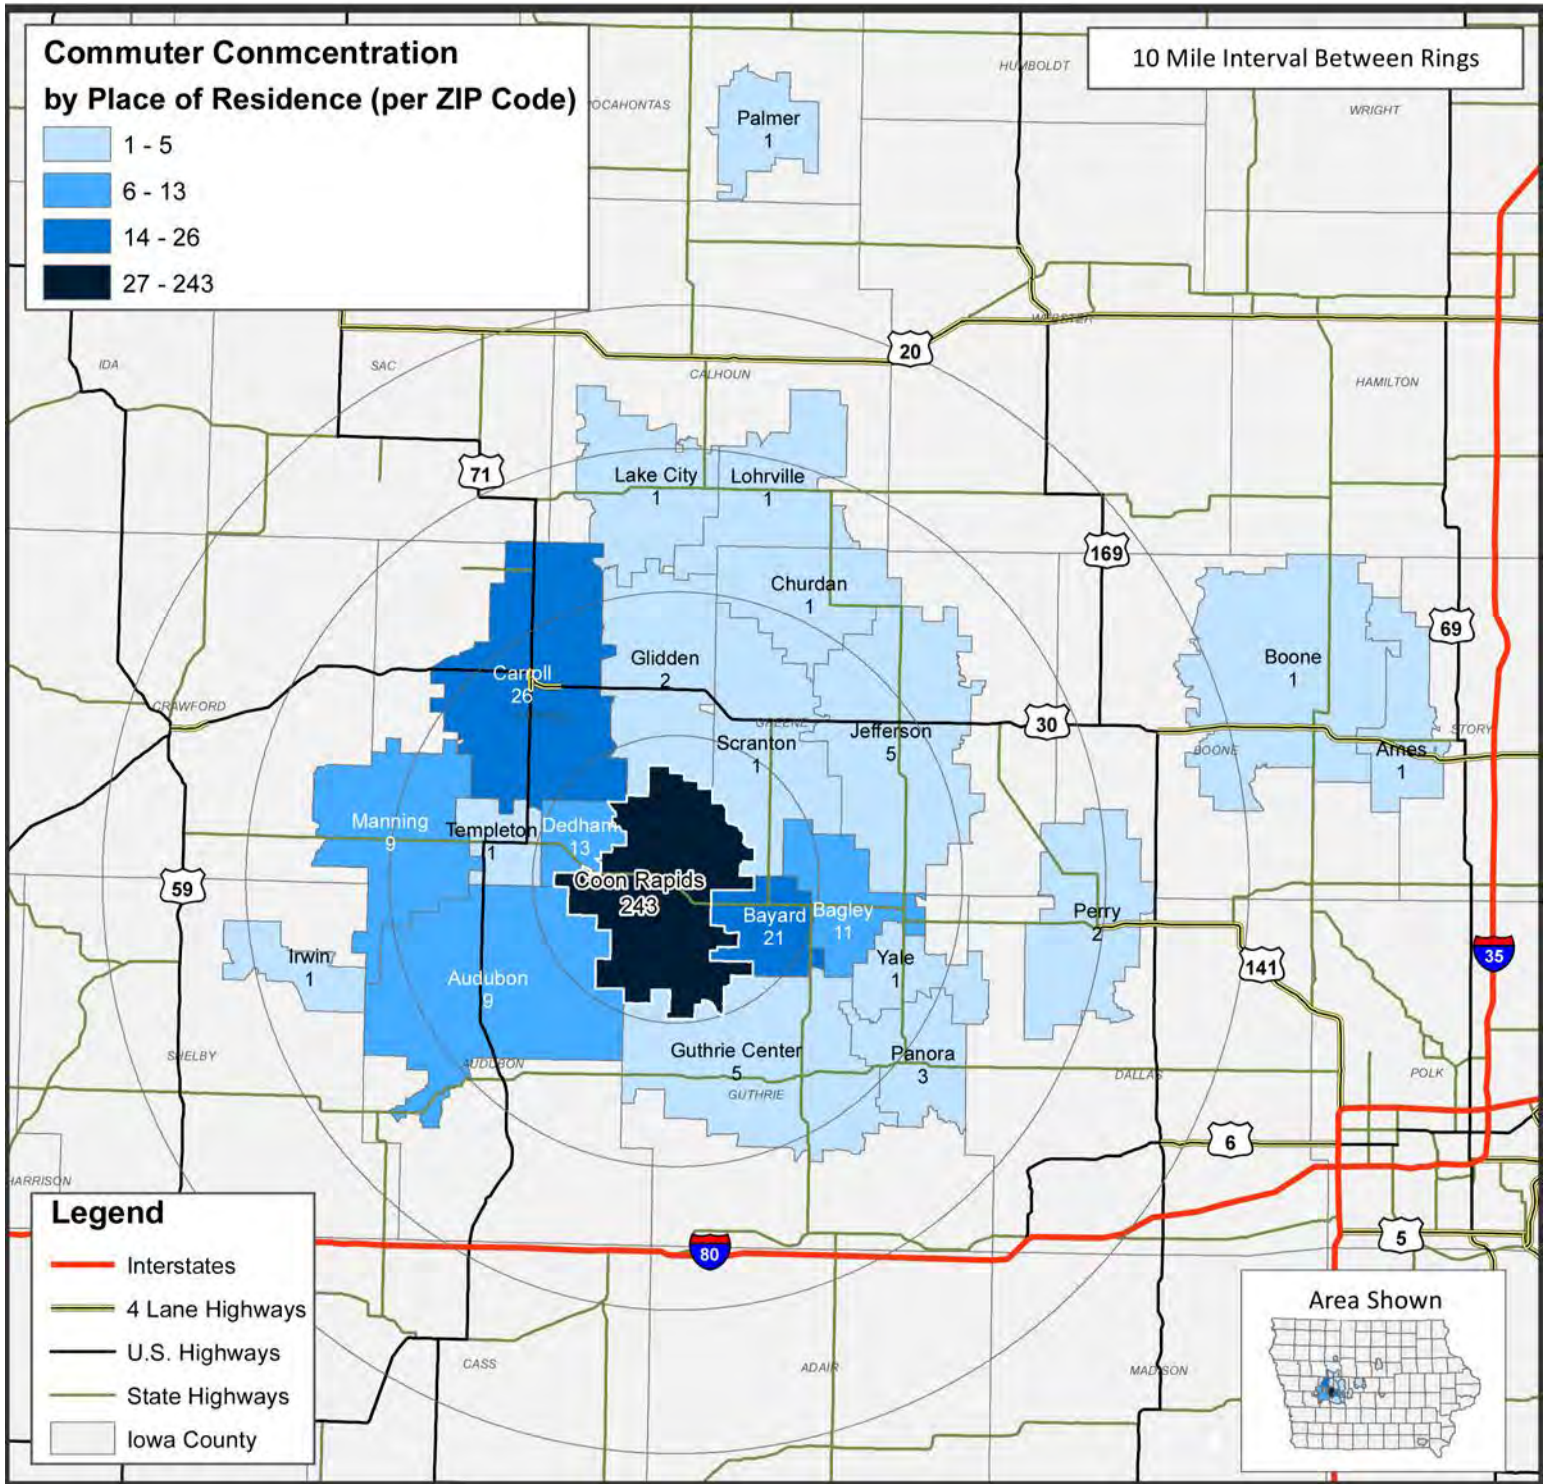 Commuter Conmcentration
by Place of Residence (per ZIP Code)
1 - 5
6 - 13
14 - 26
27 - 243
10 Mile Interval Between Rings
HUMBOLDT
OCAHONTAS
WRIGHT
Palmer
1
20
WEBSTER
IDA
SAC
CALHOUN
HAMILTON
71
Lake City
1
Lohrville
1
169
Churdan
1
69
Carroll
26
Glidden
2
Boone
1
CRAWFORD
GREENE
30
Scranton
1
Jefferson
5
STORY
BOONE
Ames
1
Manning
9
Templeton
1
Dedham
13
59
Coon Rapids
243
Bayard
21
Bagley
11
Perry
2
Irwin
1
Audubon
9
Yale
1
141
35
SHELBY
AUDUBON
Guthrie Center
5
GUTHRIE
Panora
3
DALLAS
POLK
6
HARRISON
5
80
Legend
Interstates
4 Lane Highways
U.S. Highways
State Highways
Iowa County
CASS
ADAIR
MADISON
Area Shown